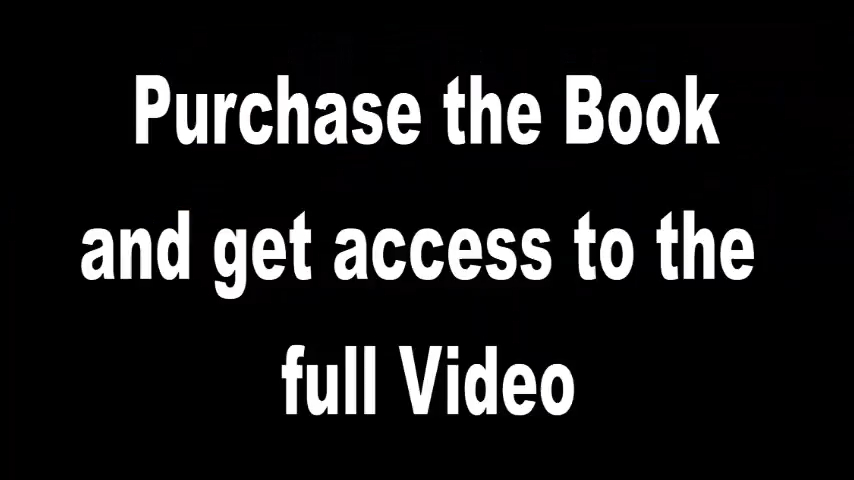 Purchase the Book
and get access to the
full Video